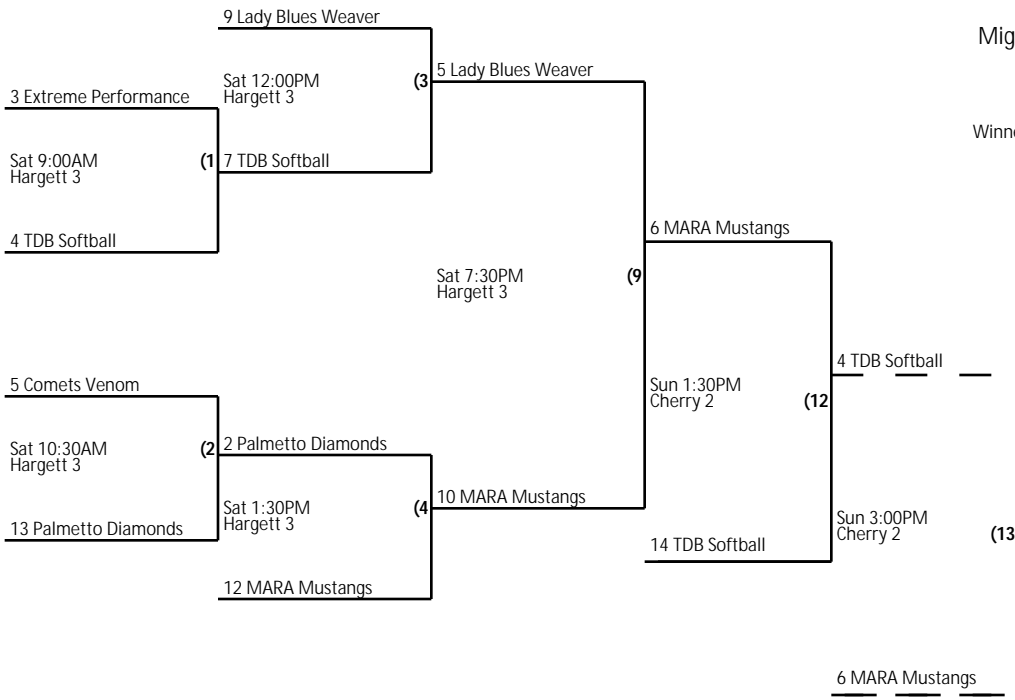 9 Lady Blues Weaver
Mig
5 Lady Blues Weaver
Sat 12:00PM
Hargett 3
(3
3 Extreme Performance
Winne
Sat 9:00AM
Hargett 3
(1
7 TDB Softball
4 TDB Softball
6 MARA Mustangs
Sat 7:30PM
Hargett 3
(9
4 TDB Softball
5 Comets Venom
Sun 1:30PM
Cherry 2
(12
Sat 10:30AM
Hargett 3
(2
2 Palmetto Diamonds
10 MARA Mustangs
Sat 1:30PM
Hargett 3
(4
13 Palmetto Diamonds
Sun 3:00PM
Cherry 2
(13
14 TDB Softball
12 MARA Mustangs
6 MARA Mustangs